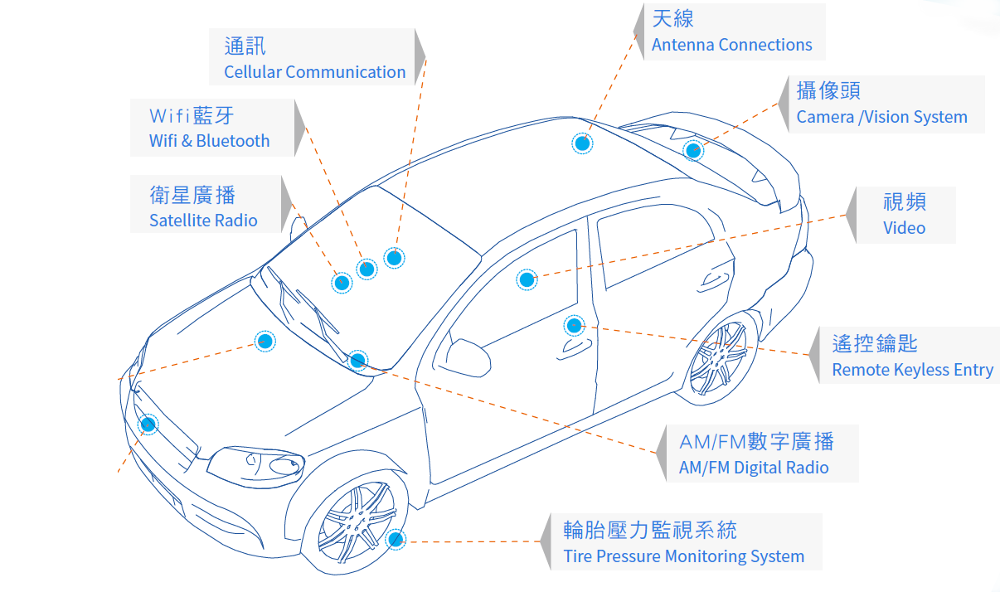 天線
Antenna Connections
通訊
Cellular Communication
攝像頭
Camera /Vision System
Wifi藍牙
Wifi & Bluetooth
衛星廣播
Satellite Radio
視頻
Video
遙控鑰匙
Remote Keyless Entry
AM/FM數字廣播
AM/FM Digital Radio
輪胎壓力監視系統
Tire Pressure Monitoring System